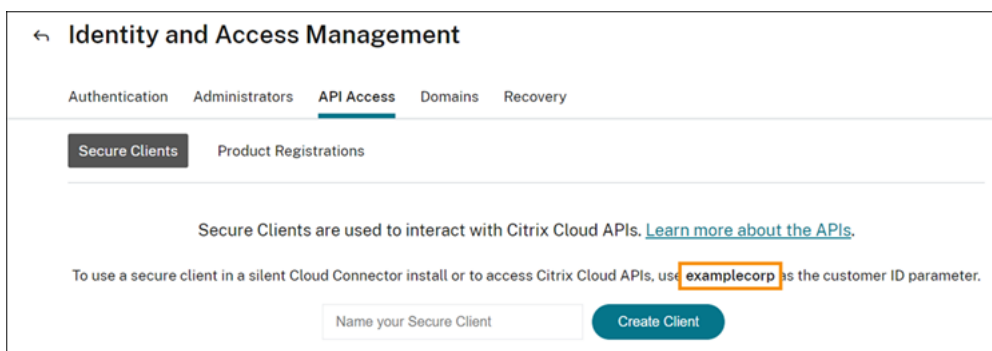 Identity and Access Management
Authentication Administrators API Access Domains Recovery
Secure Clients Product Registrations
Secure Clients are used to interact with Citrix Cloud APIs. Learn more about the APIs.
To use a secure client in a silent Cloud Connector install or to access Citrix Cloud APIs, use examplecorp as the customer ID parameter.
Name your Secure Client Create Client